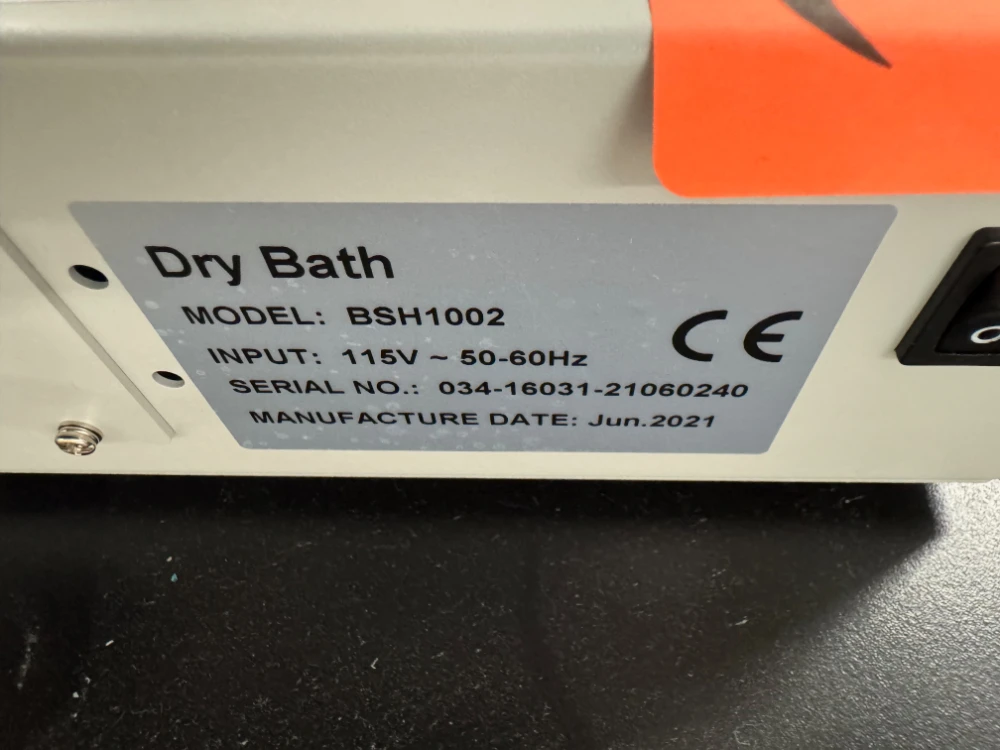 Dry Bath
MODEL: BSH1002
INPUT: 115V ~ 50-60Hz
SERIAL NO.: 034-16031-21060240
MANUFACTURE DATE: Jun.2021
CE